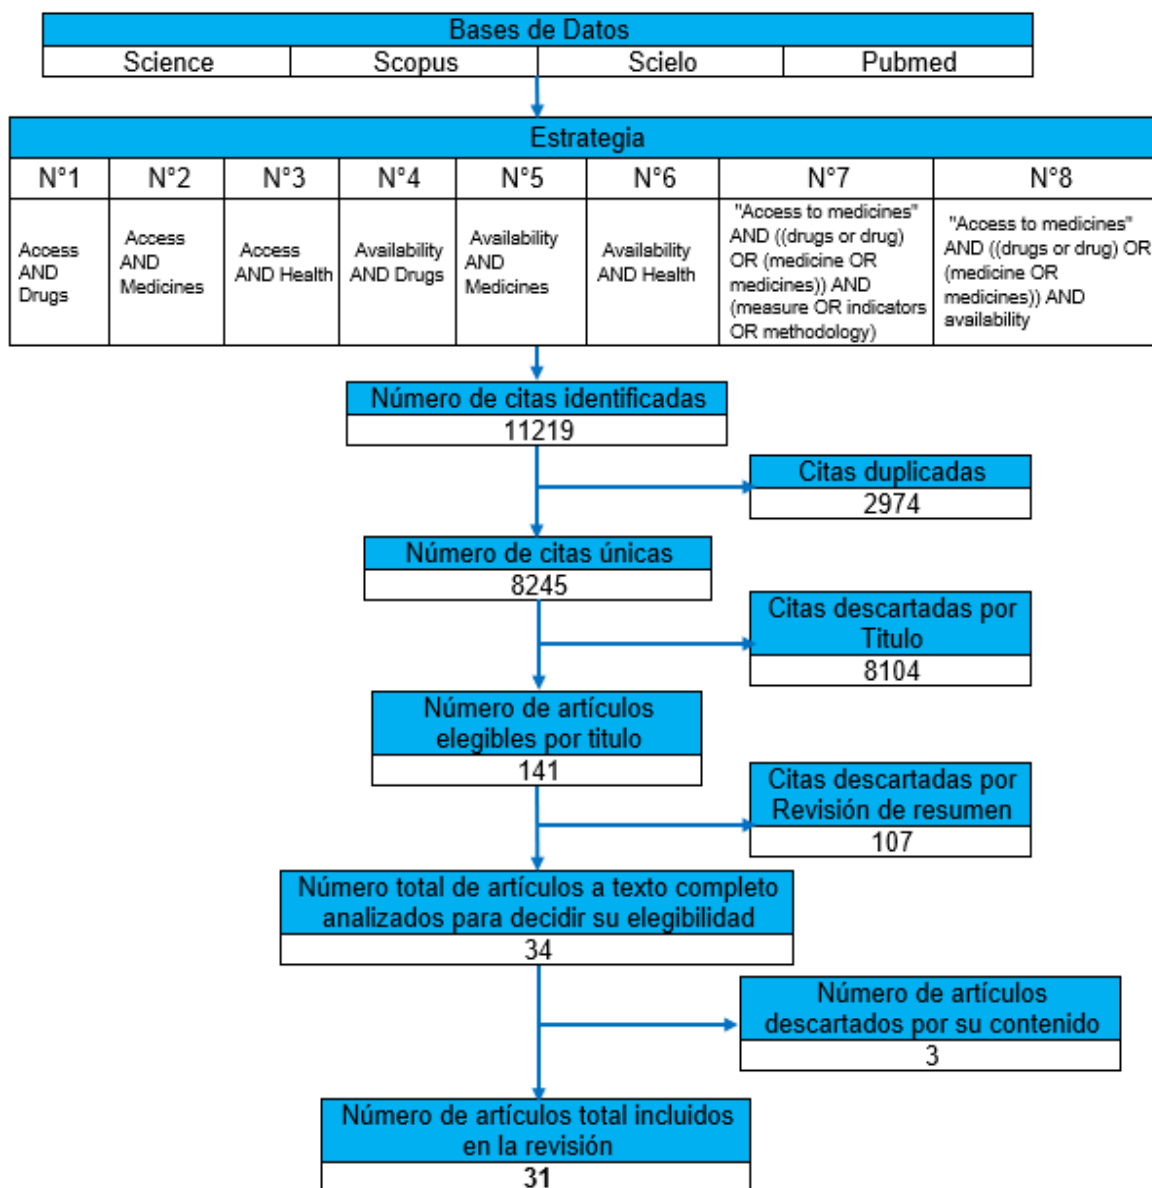 Bases de Datos
Science
Scopus
Scielo
Pubmed
Estrategia
N°1
N°2
N°3
N°4
N°5
N°6
N°7
N°8
Access
AND
Drugs
Access
AND
Medicines
Access
AND Health
Availability
AND Drugs
Availability
AND
Medicines
Availability
AND Health
"Access to medicines"
AND ((drugs or drug)
OR (medicine OR
medicines)) AND
(measure OR indicators
OR methodology)
"Access to medicines"
AND ((drugs or drug) OR
(medicine OR
medicines)) AND
availability
Número de citas identificadas
11219
Citas duplicadas
2974
Número de citas únicas
8245
Citas descartadas por
Titulo
8104
Número de artículos
elegibles por titulo
141
Citas descartadas por
Revisión de resumen
107
Número total de artículos a texto completo
analizados para decidir su elegibilidad
34
Número de artículos
descartados por su contenido
3
Número de artículos total incluidos
en la revisión
31